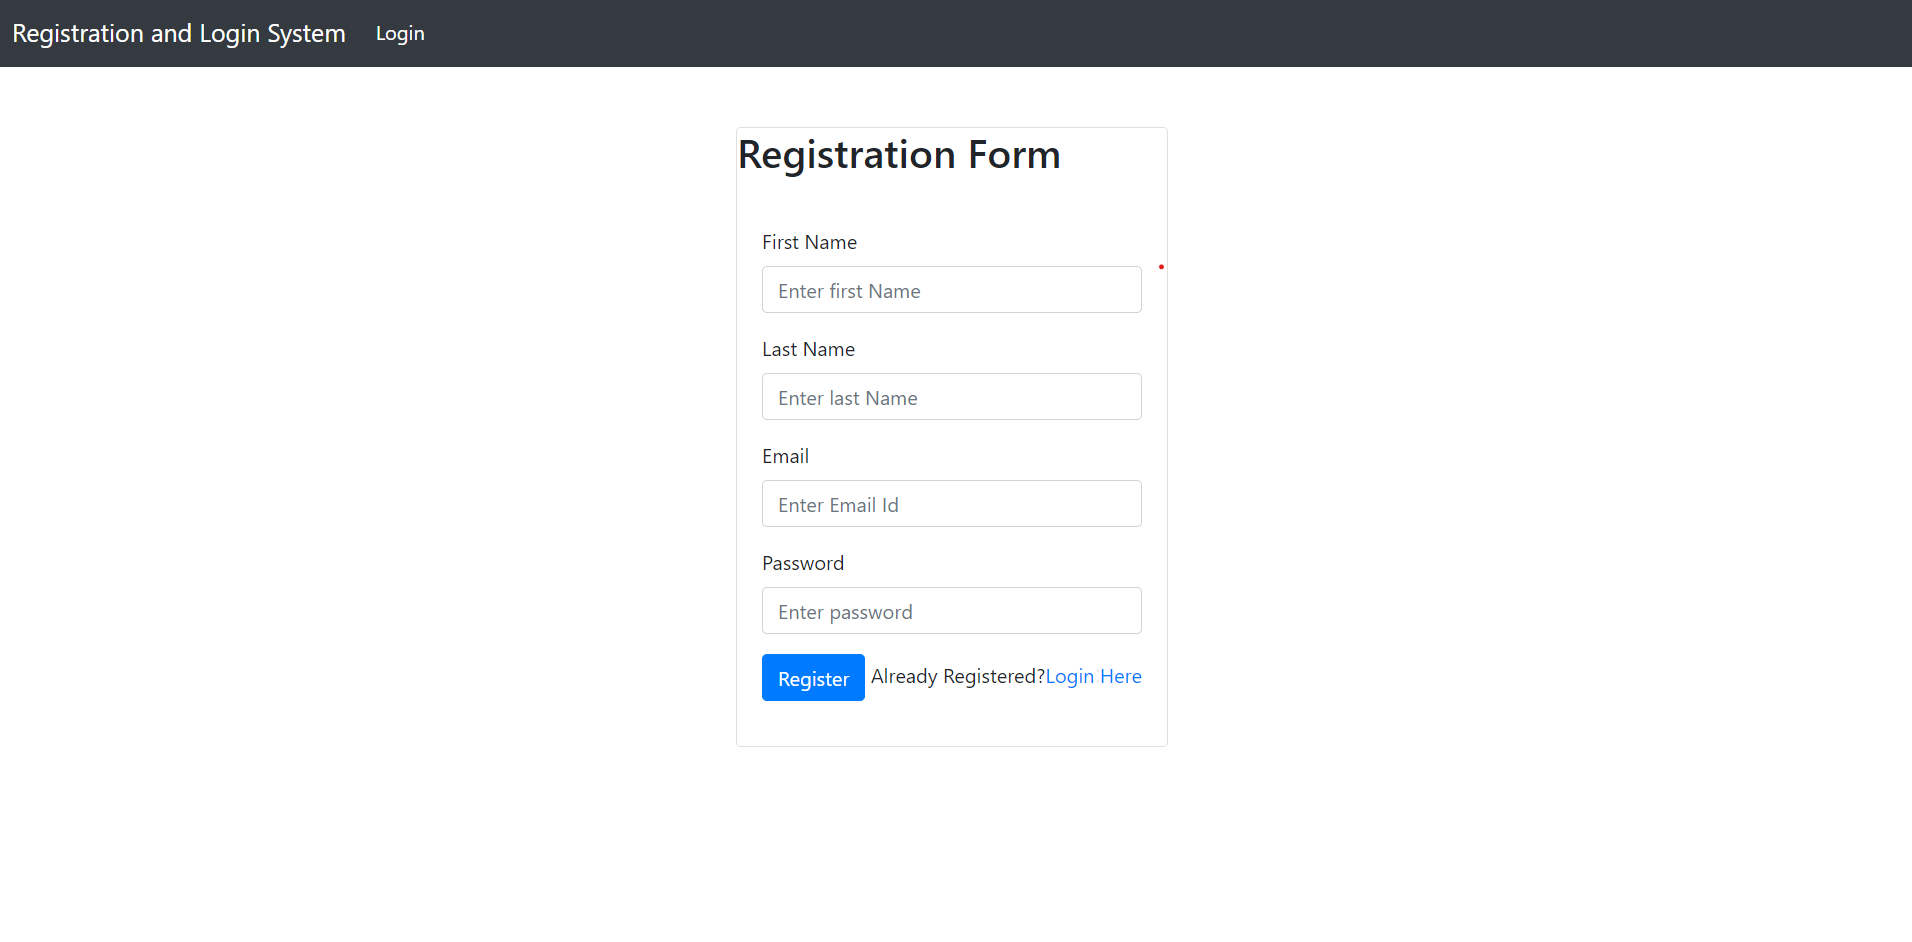 Registration and Login System Login
Registration Form
First Name
Enter first Name
Last Name
Enter last Name
Email
Enter Email Id
Password
Enter password
Register Already Registered?Login Here